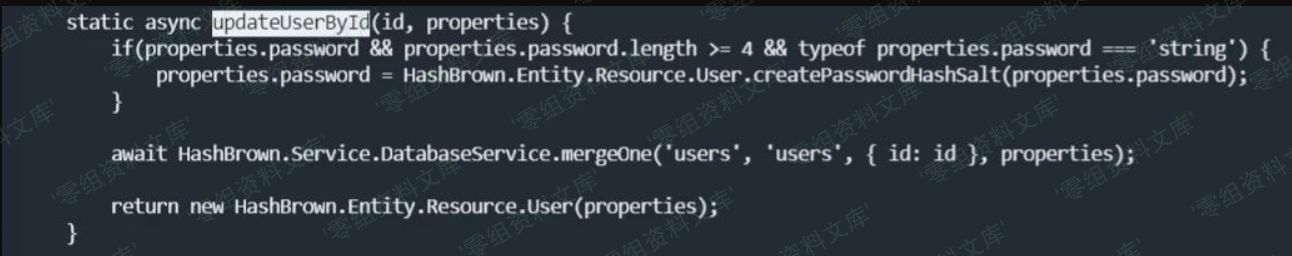 static async updateUserById(id, properties) {
if(properties.password && properties.password.length >= 4 && typeof properties.password === 'string') {
properties.password = HashBrown.Entity.Resource.User.createPasswordHashSalt(properties.password);
}
await HashBrown.Service.DatabaseService.mergeOne('users', 'users', { id: id }, properties);
return new HashBrown.Entity.Resource.User(properties);
}
'零组资料文库'